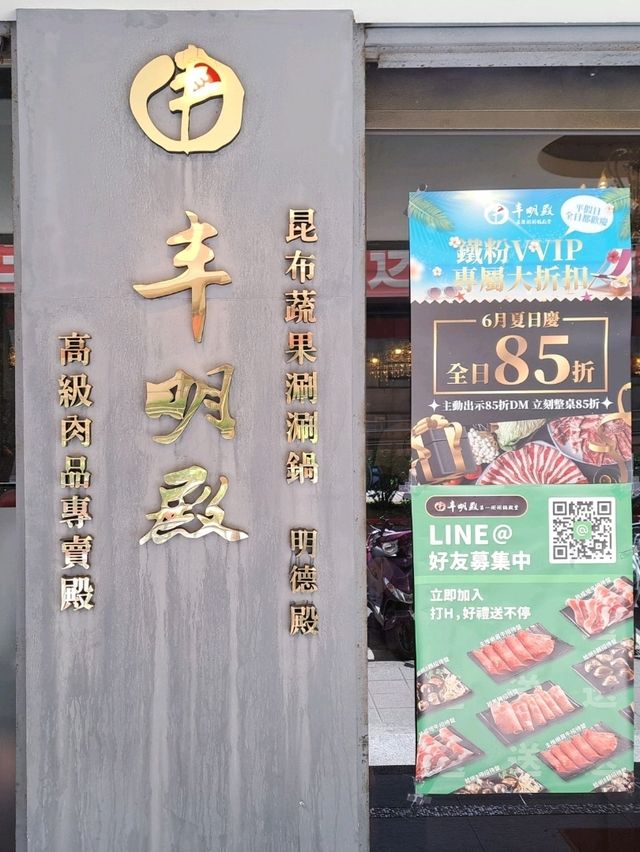 丰
丰明殿
昆布蔬果涮涮鍋 明德殿
高級肉品專賣殿
丰明殿
平假日
全日都歡慶
鐵粉VVIP
專屬大折扣
6月夏日慶
全日85折
主動出示85折DM 立刻整桌85折
丰明殿
LINE@
好友募集中
立即加入
打H,好禮送不停